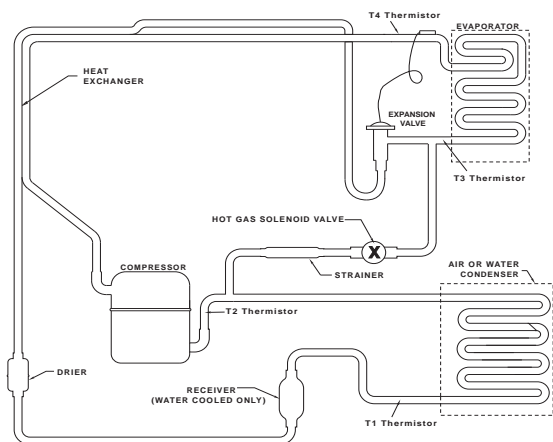 T4 Thermistor
EVAPORATOR
HEAT
EXCHANGER
EXPANSION
VALVE
T3 Thermistor
HOT GAS SOLENOID VALVE
X
AIR OR WATER
CONDENSER
COMPRESSOR
STRAINER
T2 Thermistor
DRIER
RECEIVER
(WATER COOLED ONLY)
T1 Thermistor